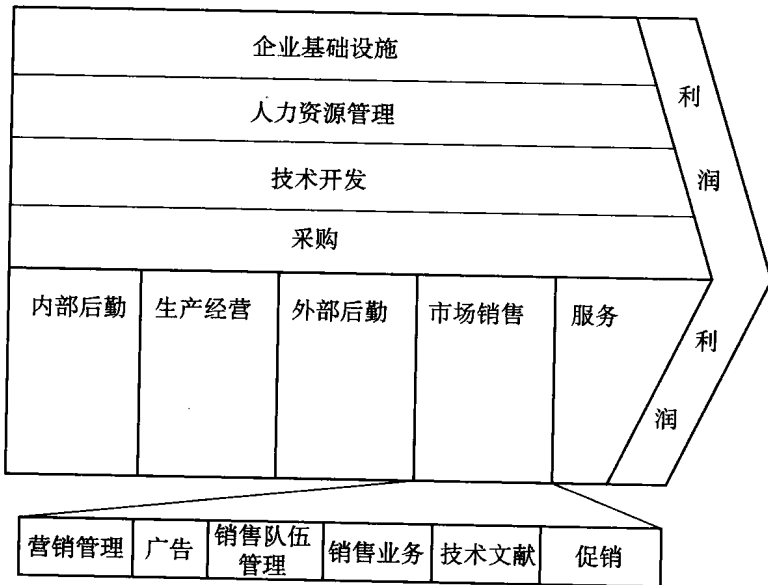 企业基础设施
人力资源管理
技术开发
采购
利
润
内部后勤
生产经营
外部后勤
市场销售
服务
利
润
营销管理
广告
销售队伍
管理
销售业务
技术文献
促销